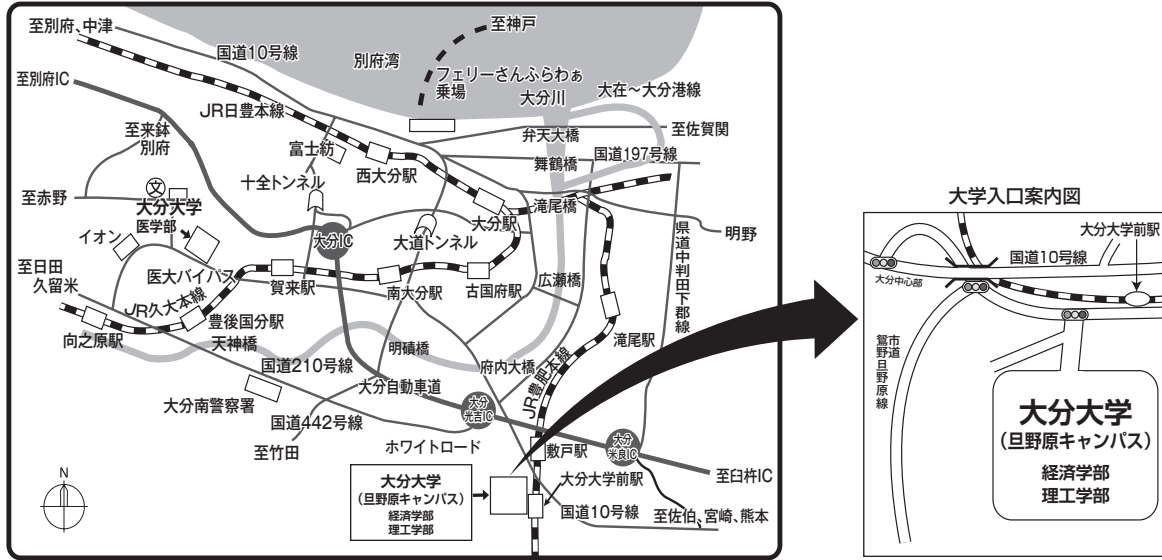 至別府、中津
国道10号線
至神戸
別府湾
至別府IC
フェリーさんふらわぁ
乗場
大分川
大在～大分港線
JR日豊本線
至来鉢
別府
富士紡
弁天大橋
至佐賀関
舞鶴橋
国道197号線
西大分駅
十全トンネル
至赤野
文
大分大学
医学部
大分駅
滝尾橋
イオン
大分IC
大道トンネル
明野
県道中判田下郡線
至日田
久留米
医大バイパス
賀来駅
南大分駅
古国府駅
広瀬橋
JR久大本線
豊後国分駅
向之原駅
天神橋
明磧橋
滝尾駅
国道210号線
府内大橋
JR豊肥本線
大分自動車道
大分南警察署
大分
光吉IC
国道442号線
至竹田
ホワイトロード
敷戸駅
大分
米良IC
至臼杵IC
N
大分大学
(旦野原キャンパス)
経済学部
理工学部
大分大学前駅
国道10号線
至佐伯、宮崎、熊本
大学入口案内図
大分大学前駅
国道10号線
大分中心部
市道
鴛野旦野原線
大分大学
(旦野原キャンパス)
経済学部
理工学部